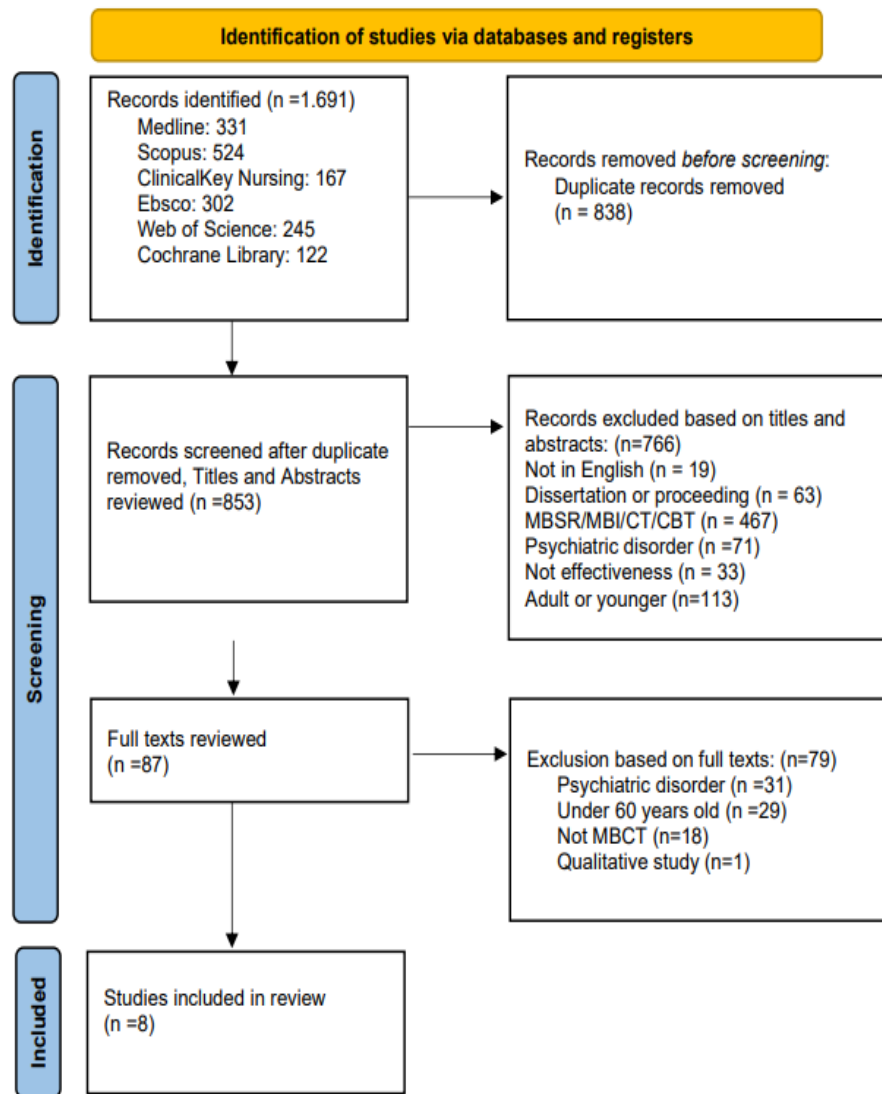 Identification of studies via databases and registers
Identification
Records identified (n =1.691)
Medline: 331
Scopus: 524
ClinicalKey Nursing: 167
Ebsco: 302
Web of Science: 245
Cochrane Library: 122
Records removed before screening:
Duplicate records removed
(n = 838)
Screening
Records screened after duplicate
removed, Titles and Abstracts
reviewed (n =853)
Records excluded based on titles and
abstracts: (n=766)
Not in English (n = 19)
Dissertation or proceeding (n = 63)
MBSR/MBI/CT/CBT (n = 467)
Psychiatric disorder (n =71)
Not effectiveness (n = 33)
Adult or younger (n=113)
Full texts reviewed
(n =87)
Exclusion based on full texts: (n=79)
Psychiatric disorder (n =31)
Under 60 years old (n =29)
Not MBCT (n=18)
Qualitative study (n=1)
Included
Studies included in review
(n =8)